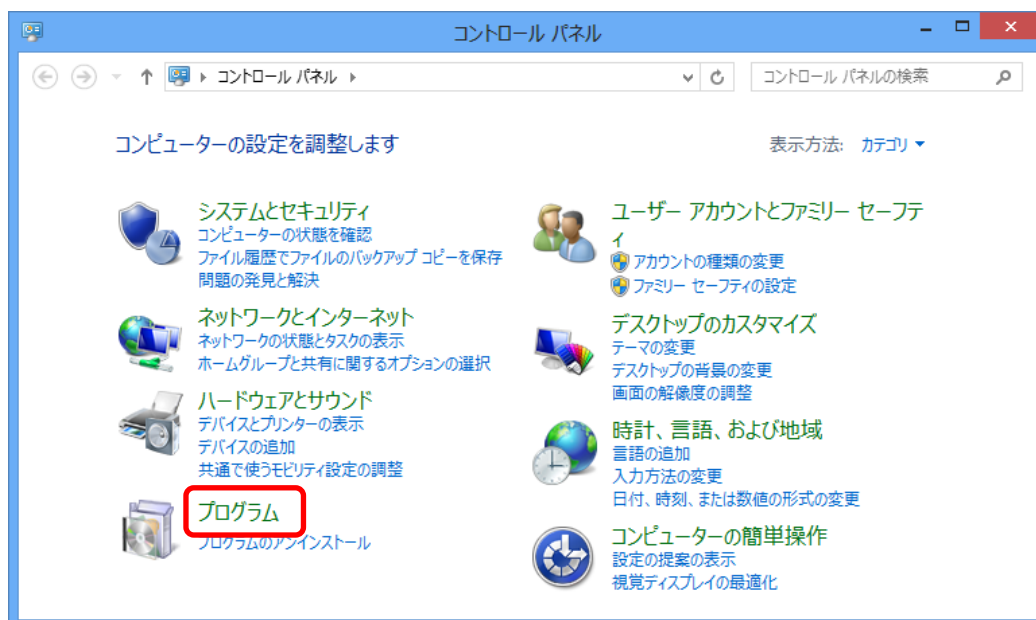 コントロール パネル
コントロール パネル
コントロール パネルの検索
コンピューターの設定を調整します
表示方法: カテゴリ
システムとセキュリティ
コンピューターの状態を確認
ファイル履歴でファイルのバックアップ コピーを保存
問題の発見と解決
ネットワークとインターネット
ネットワークの状態とタスクの表示
ホームグループと共有に関するオプションの選択
ハードウェアとサウンド
デバイスとプリンターの表示
デバイスの追加
共通で使うモビリティ設定の調整
プログラム
プログラムのアンインストール
ユーザー アカウントとファミリー セーフテ
ィ
アカウントの種類の変更
ファミリー セーフティの設定
デスクトップのカスタマイズ
テーマの変更
デスクトップの背景の変更
画面の解像度の調整
時計、言語、および地域
言語の追加
入力方法の変更
日付、時刻、または数値の形式の変更
コンピューターの簡単操作
設定の提案の表示
視覚ディスプレイの最適化